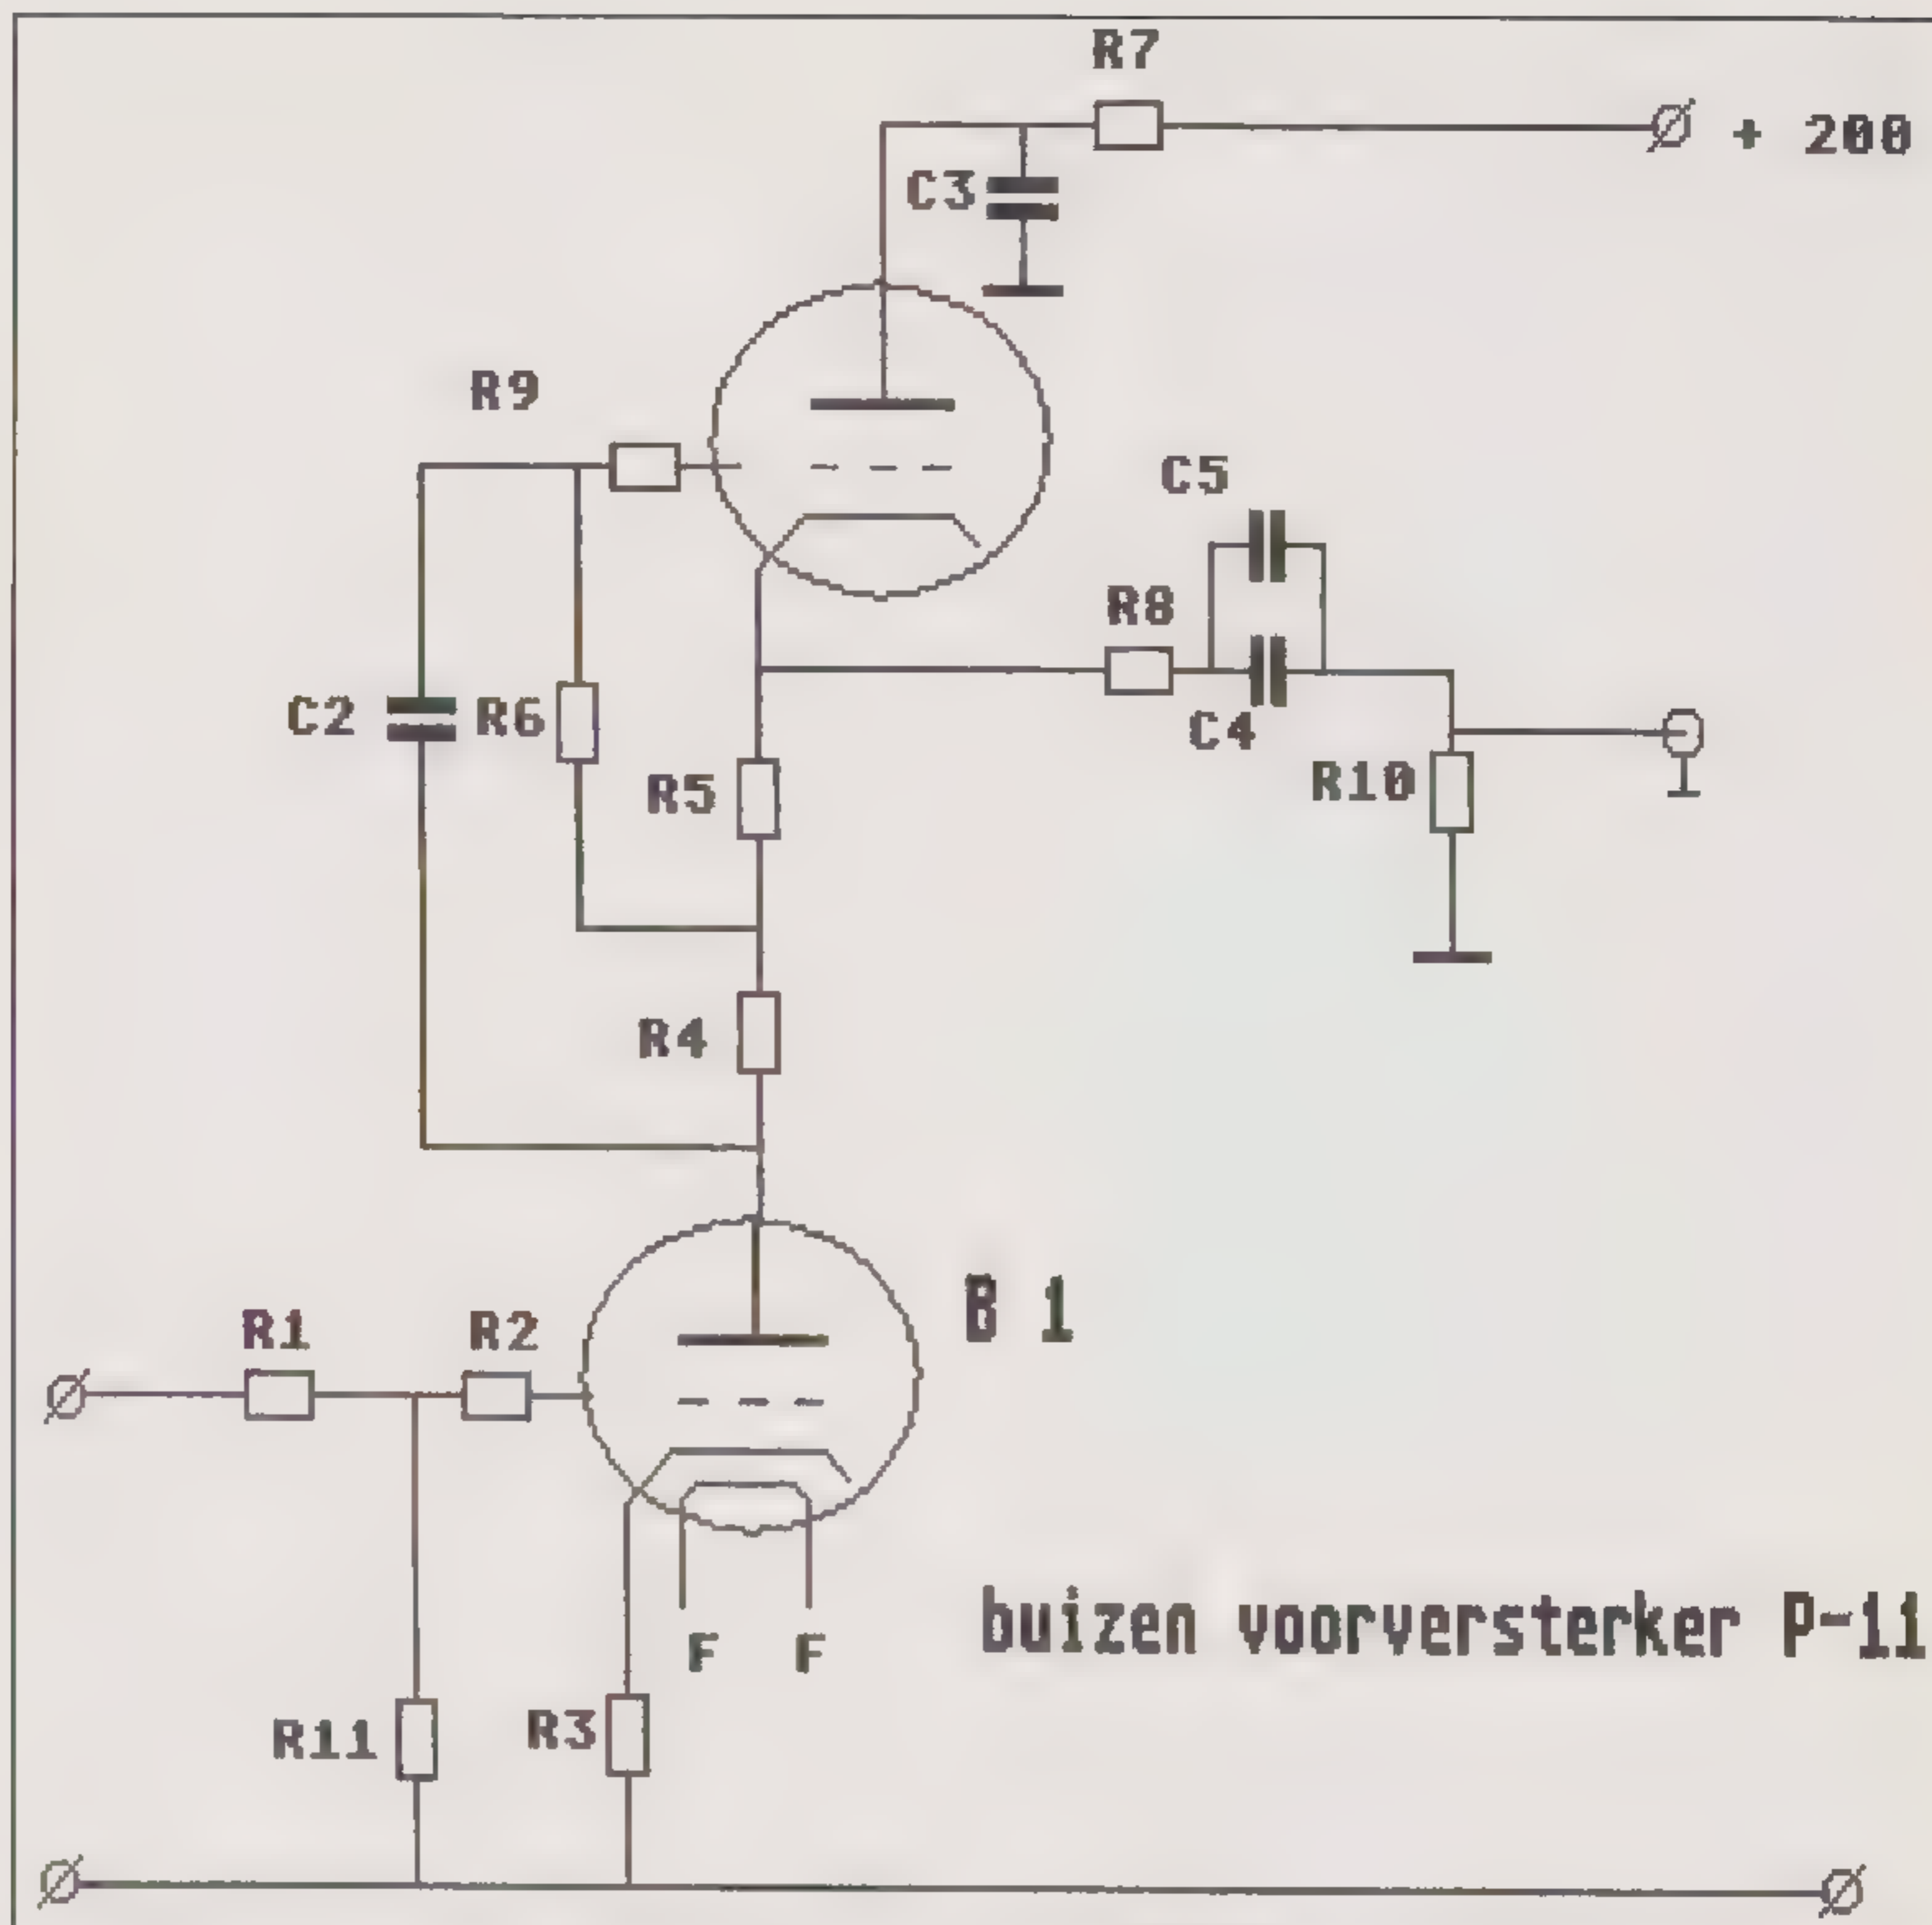 R7
+ 200
C3
R9
C5
R8
C2
R6
C4
R5
R10
R4
B 1
R1
R2
F F
buizen voorversterker P-11
R11
R3